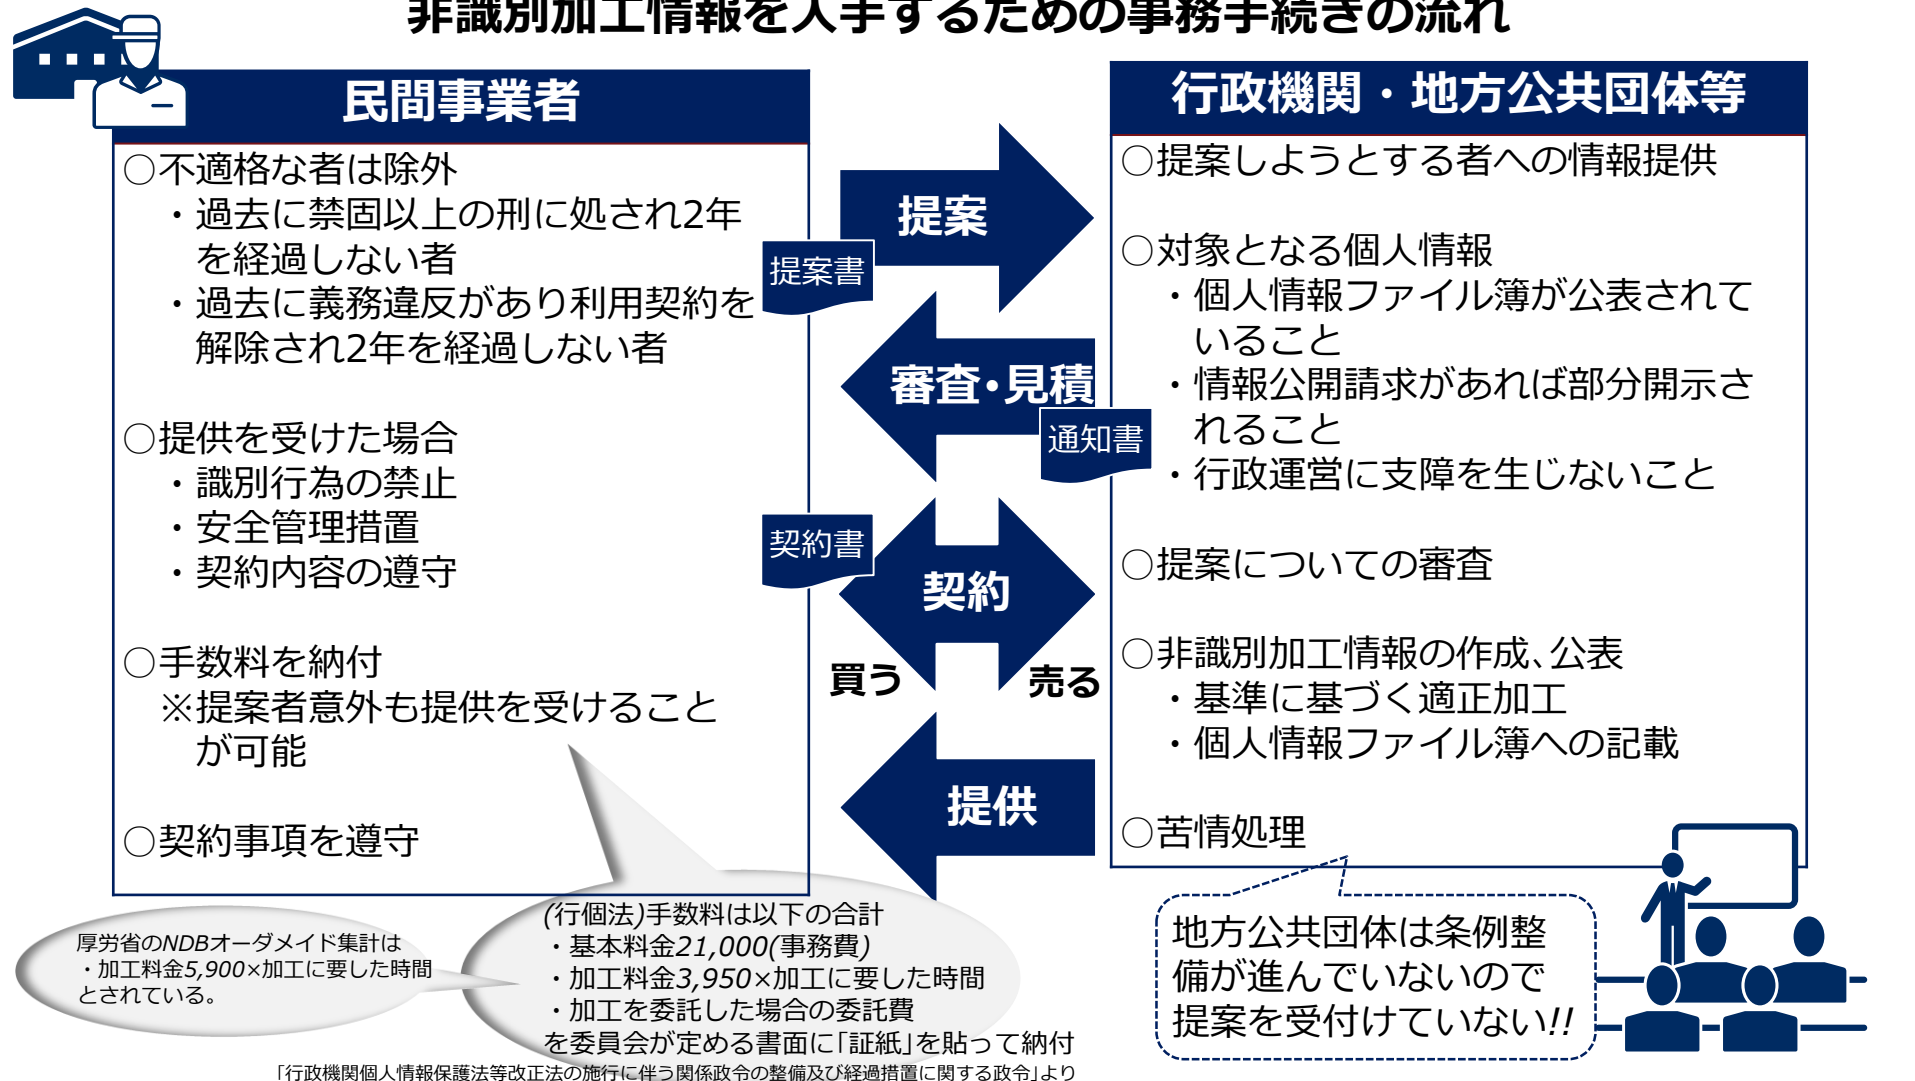 非識別加工情報を入手するための事務手続きの流れ
民間事業者
○不適格な者は除外
・過去に禁固以上の刑に処され2年
を経過しない者
・過去に義務違反があり利用契約を
解除され2年を経過しない者
○提供を受けた場合
・識別行為の禁止
・安全管理措置
・契約内容の遵守
○手数料を納付
※提案者意外も提供を受けること
が可能
○契約事項を遵守
提案
提案書
審査・見積
通知書
契約書
契約
買う
売る
提供
行政機関・地方公共団体等
○提案しようとする者への情報提供
○対象となる個人情報
・個人情報ファイル簿が公表されて
いること
・情報公開請求があれば部分開示さ
れること
・行政運営に支障を生じないこと
○提案についての審査
○非識別加工情報の作成、公表
・基準に基づく適正加工
・個人情報ファイル簿への記載
○苦情処理
厚労省のNDBオーダメイド集計は
・加工料金5,900×加工に要した時間
とされている。
(行個法)手数料は以下の合計
・基本料金21,000(事務費)
・加工料金3,950×加工に要した時間
・加工を委託した場合の委託費
を委員会が定める書面に「証紙」を貼って納付
地方公共団体は条例整
備が進んでいないので
提案を受付けていない!!
「行政機関個人情報保護法等改正法の施行に伴う関係政令の整備及び経過措置に関する政令」より